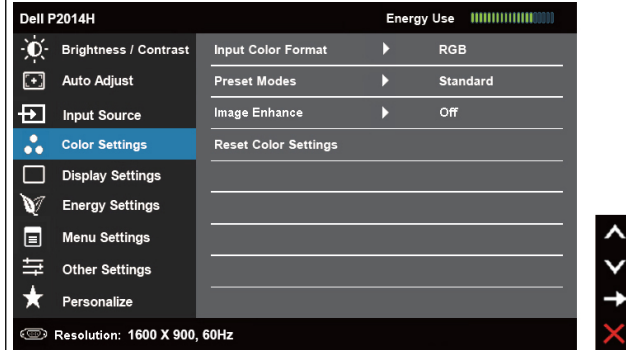 Dell P2014H Energy Use
Brightness / Contrast Input Color Format RGB
Auto Adjust Preset Modes Standard
Input Source Image Enhance Off
Color Settings Reset Color Settings
Display Settings
Energy Settings
Menu Settings
Other Settings
Personalize
Resolution: 1600 X 900, 60Hz